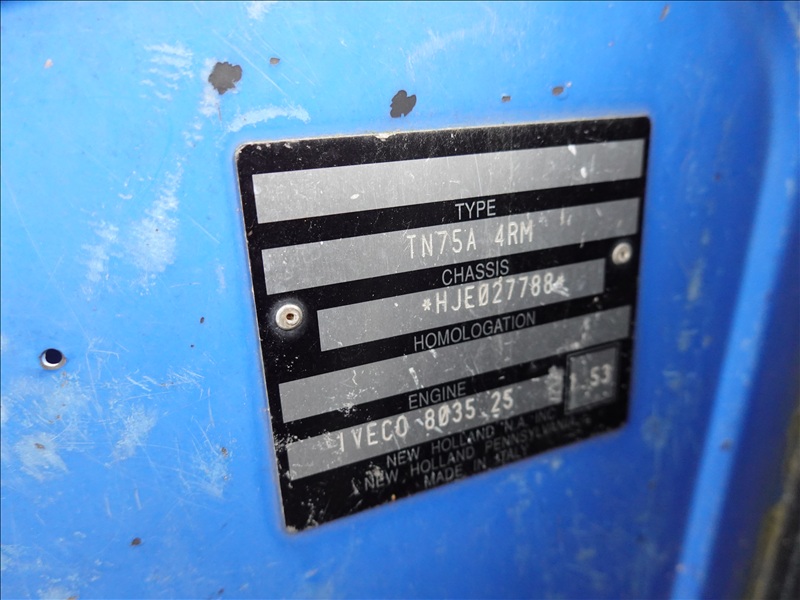 TYPE
TN75A 4RM
CHASSIS
*HJE027788*
HOMOLOGATION
ENGINE
IVECO 8035 25
53
NEW HOLLAND N.A. INC
NEW HOLLAND PENNSYLVANIA
MADE IN ITALY